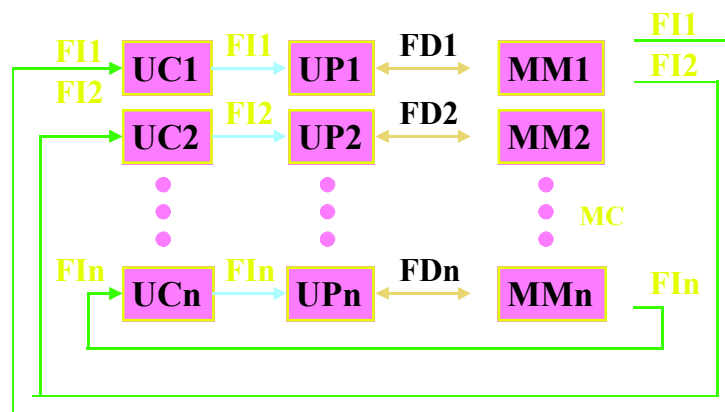 FI1
FI1 FI1 FD1
UC1 UP1 MM1
FI2
FI2 FI2 FD2
UC2 UP2 MM2
MC
FIn FIn FDn FIn
UCn UPn MMn